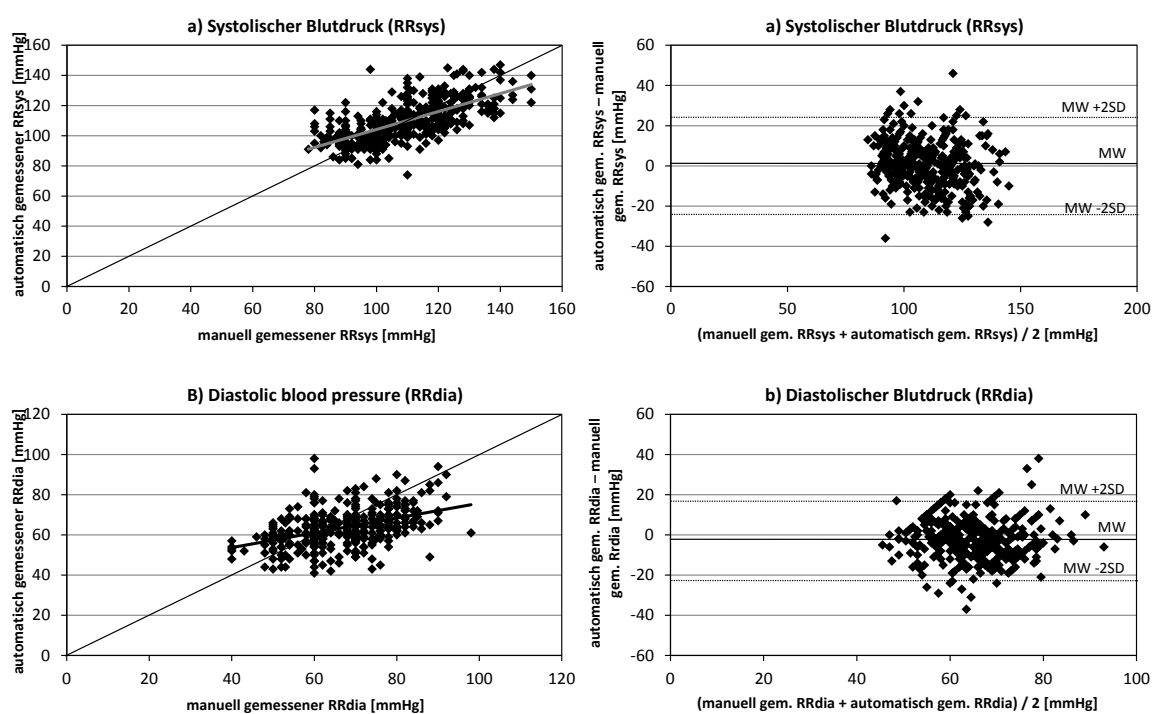 a) Systolischer Blutdruck (RRsys)
automatisch gemessener RRsys [mmHg]
160
140
120
100
80
60
40
20
0
0 20 40 60 80 100 120 140 160
manuell gemessener RRsys [mmHg]
a) Systolischer Blutdruck (RRsys)
automatisch gem. RRsys – manuell
gem. RRsys [mmHg]
60
40
20
0
-20
-40
-60
MW +2SD
MW
MW -2SD
0 50 100 150 200
(manuell gem. RRsys + automatisch gem. RRsys) / 2 [mmHg]
B) Diastolic blood pressure (RRdia)
automatisch gemessener RRdia [mmHg]
120
100
80
60
40
20
0
0 20 40 60 80 100 120
manuell gemessener RRdia [mmHg]
b) Diastolischer Blutdruck (RRdia)
automatisch gem. RRdia – manuell
gem. Rrdia [mmHg]
60
40
20
0
-20
-40
-60
MW +2SD
MW
MW -2SD
0 20 40 60 80 100
(manuell gem. RRdia + automatisch gem. RRdia) / 2 [mmHg]